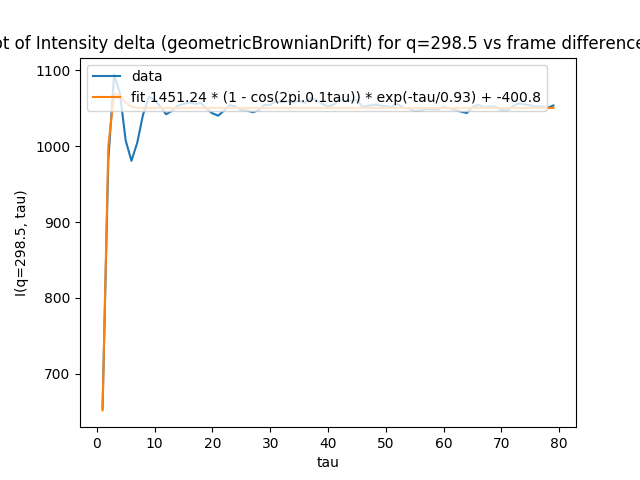 ot of Intensity delta (geometricBrownianDrift) for q=298.5 vs frame difference
data
fit 1451.24 * (1 - cos(2pi.0.1tau)) * exp(-tau/0.93) + -400.8
1100
1000
900
800
700
I(q=298.5, tau)
0 10 20 30 40 50 60 70 80
tau